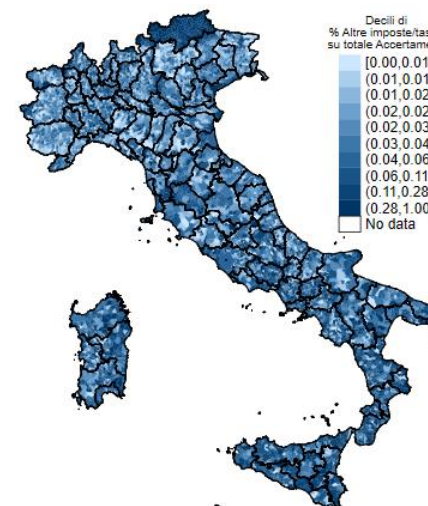 Decili di
% Altre imposte/tas
su totale Accertame
[0.00,0.01
(0.01,0.01
(0.01,0.02
(0.02,0.02
(0.02,0.03
(0.03,0.04
(0.04,0.06
(0.06,0.11
(0.11,0.28
(0.28,1.00
No data